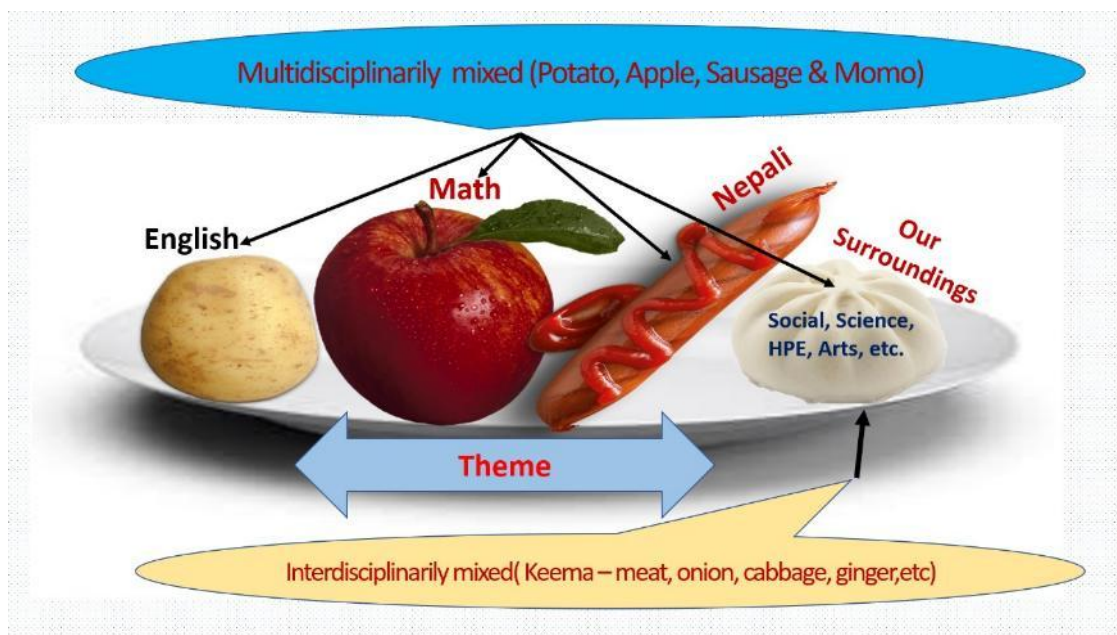 Multidisciplinarily mixed (Potato, Apple, Sausage & Momo)
English
Math
Nepali
Our
Surroundings
Social, Science,
HPE, Arts, etc.
Theme
Interdisciplinarily mixed( Keema – meat, onion, cabbage, ginger,etc)